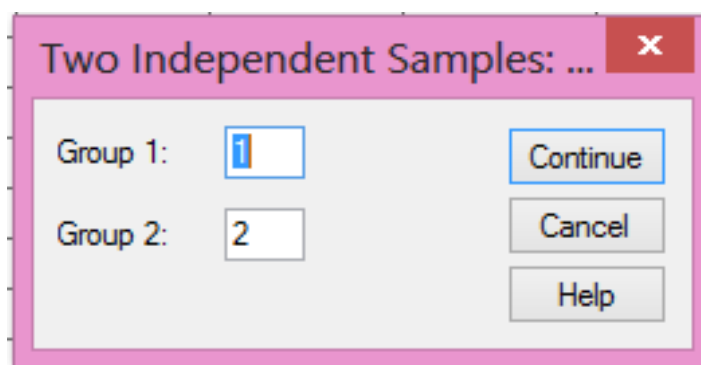 Two Independent Samples: ...
x
Group 1: 1
Continue
Group 2: 2
Cancel
Help